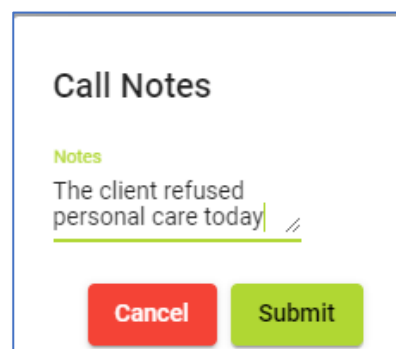 Call Notes
Notes
The client refused
personal care today
Cancel Submit